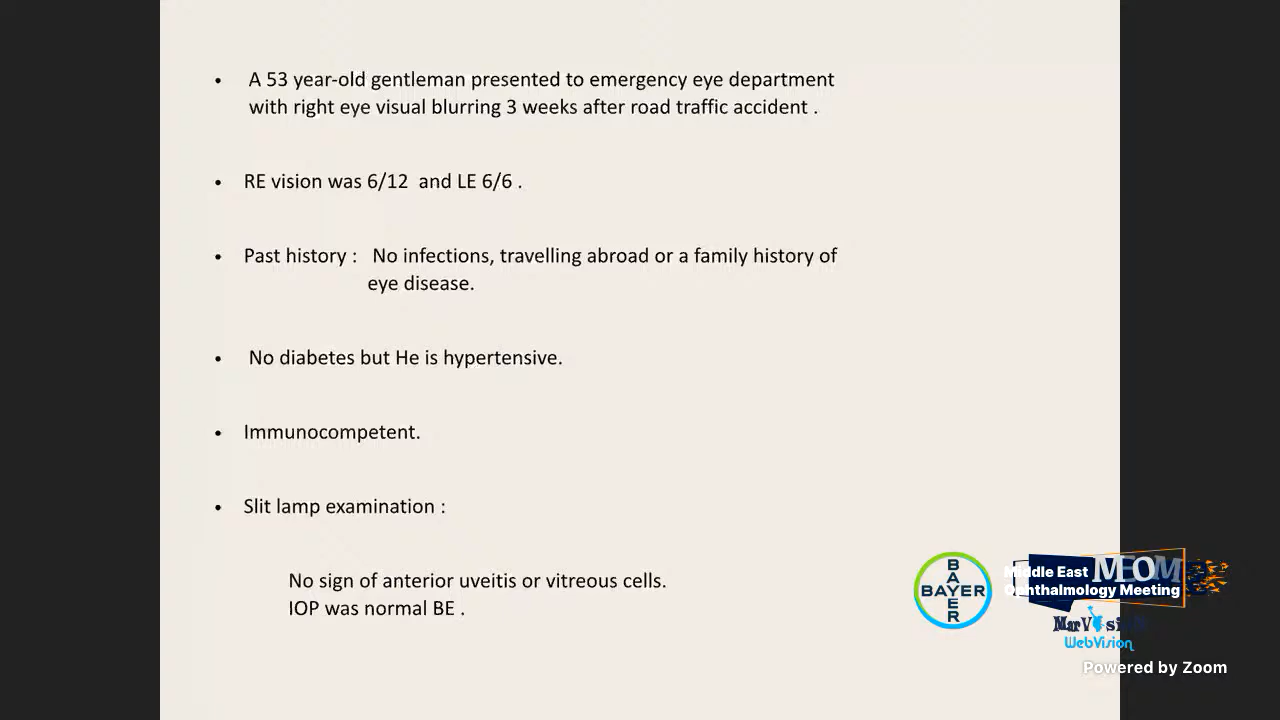 • A 53 year-old gentleman presented to emergency eye department
with right eye visual blurring 3 weeks after road traffic accident .
• RE vision was 6/12 and LE 6/6 .
• Past history : No infections, travelling abroad or a family history of
eye disease.
• No diabetes but He is hypertensive.
• Immunocompetent.
• Slit lamp examination :
No sign of anterior uveitis or vitreous cells.
IOP was normal BE .
BAYER
BAYER
Middle East MEOM
Ophthalmology Meeting
MarVision
WebVision
Powered by Zoom